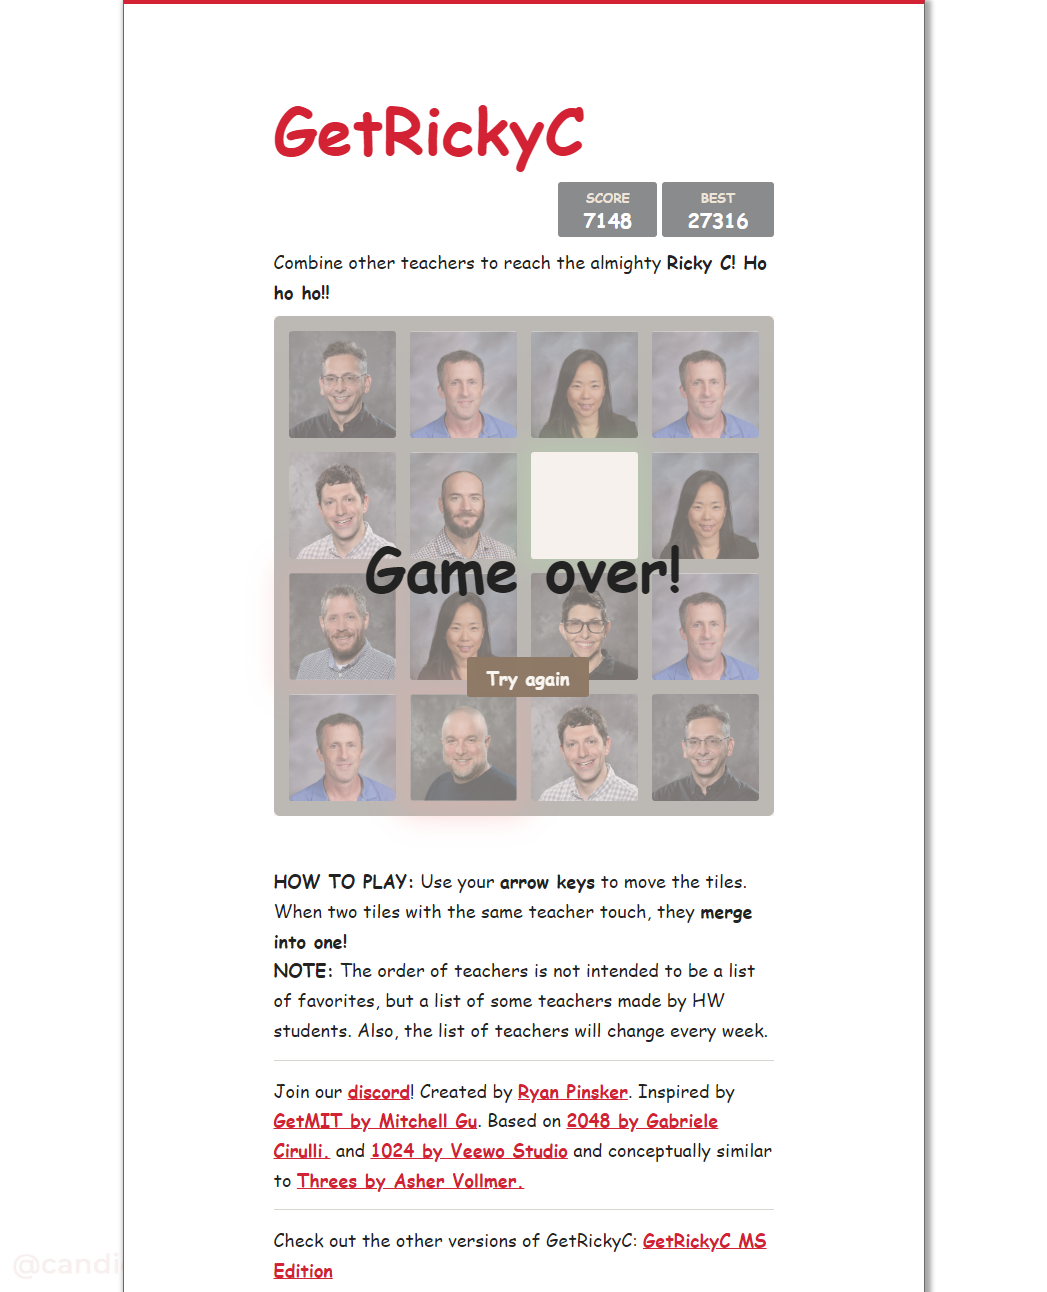 GetRickyC
SCORE
7148
BEST
27316
Combine other teachers to reach the almighty Ricky C! Ho
ho ho!!
Game over!
Try again
HOW TO PLAY: Use your arrow keys to move the tiles.
When two tiles with the same teacher touch, they merge
into one!
NOTE: The order of teachers is not intended to be a list
of favorites, but a list of some teachers made by HW
students. Also, the list of teachers will change every week.
Join our discord! Created by Ryan Pinsker. Inspired by
GetMIT by Mitchell Gu. Based on 2048 by Gabriele
Cirulli. and 1024 by Veewo Studio and conceptually similar
to Threes by Asher Vollmer.
Check out the other versions of GetRickyC: GetRickyC MS
Edition